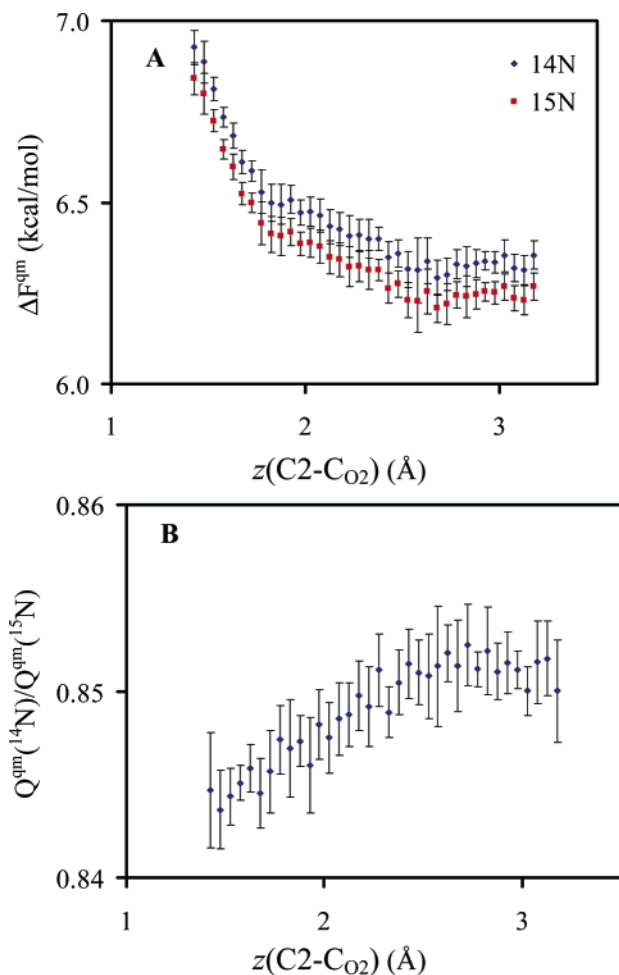 7.0
A
14N
15N
6.5
ΔF^qm (kcal/mol)
6.0
1 2 3
z(C2-C_O2) (Å)
0.86
B
0.85
Q^qm(^14N)/Q^qm(^15N)
0.84
1 2 3
z(C2-C_O2) (Å)